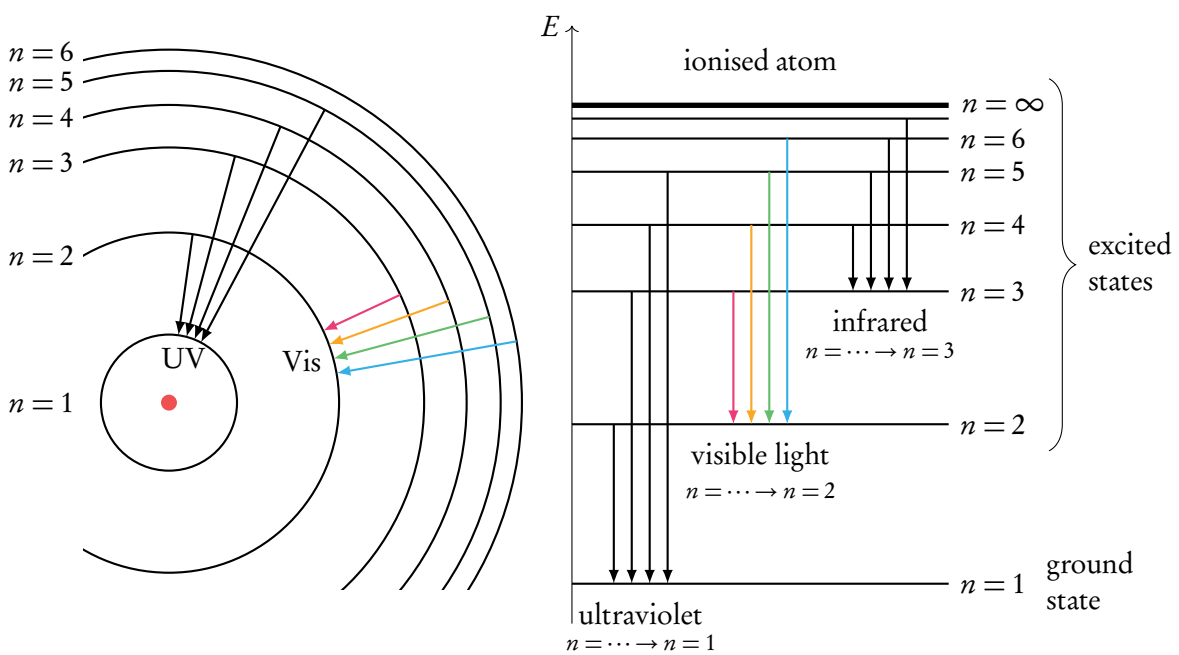 n = 6
n = 5
n = 4
n = 3
n = 2
n = 1
UV
Vis
E
ionised atom
n = ∞
n = 6
n = 5
n = 4
n = 3
n = 2
n = 1
excited
states
infrared
n = ⋯ → n = 3
visible light
n = ⋯ → n = 2
ground
state
ultraviolet
n = ⋯ → n = 1